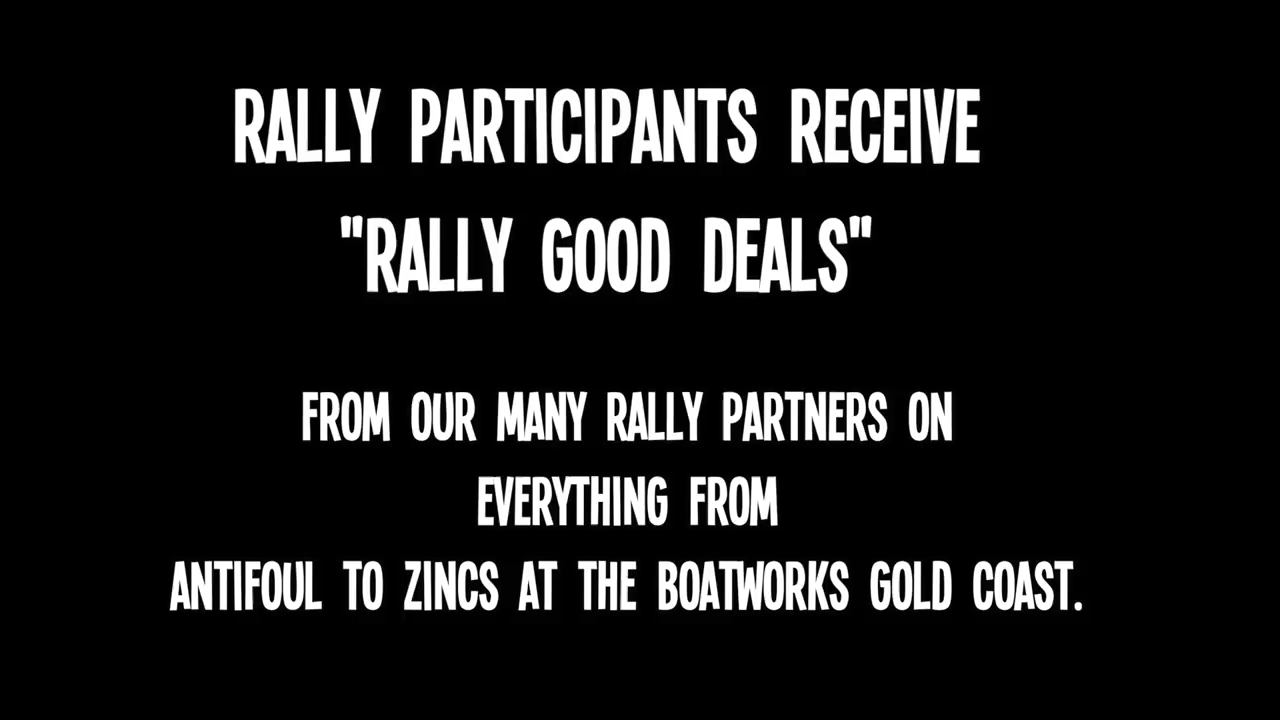 RALLY PARTICIPANTS RECEIVE
"RALLY GOOD DEALS"
FROM OUR MANY RALLY PARTNERS ON
EVERYTHING FROM
ANTIFOUL TO ZINCS AT THE BOATWORKS GOLD COAST.